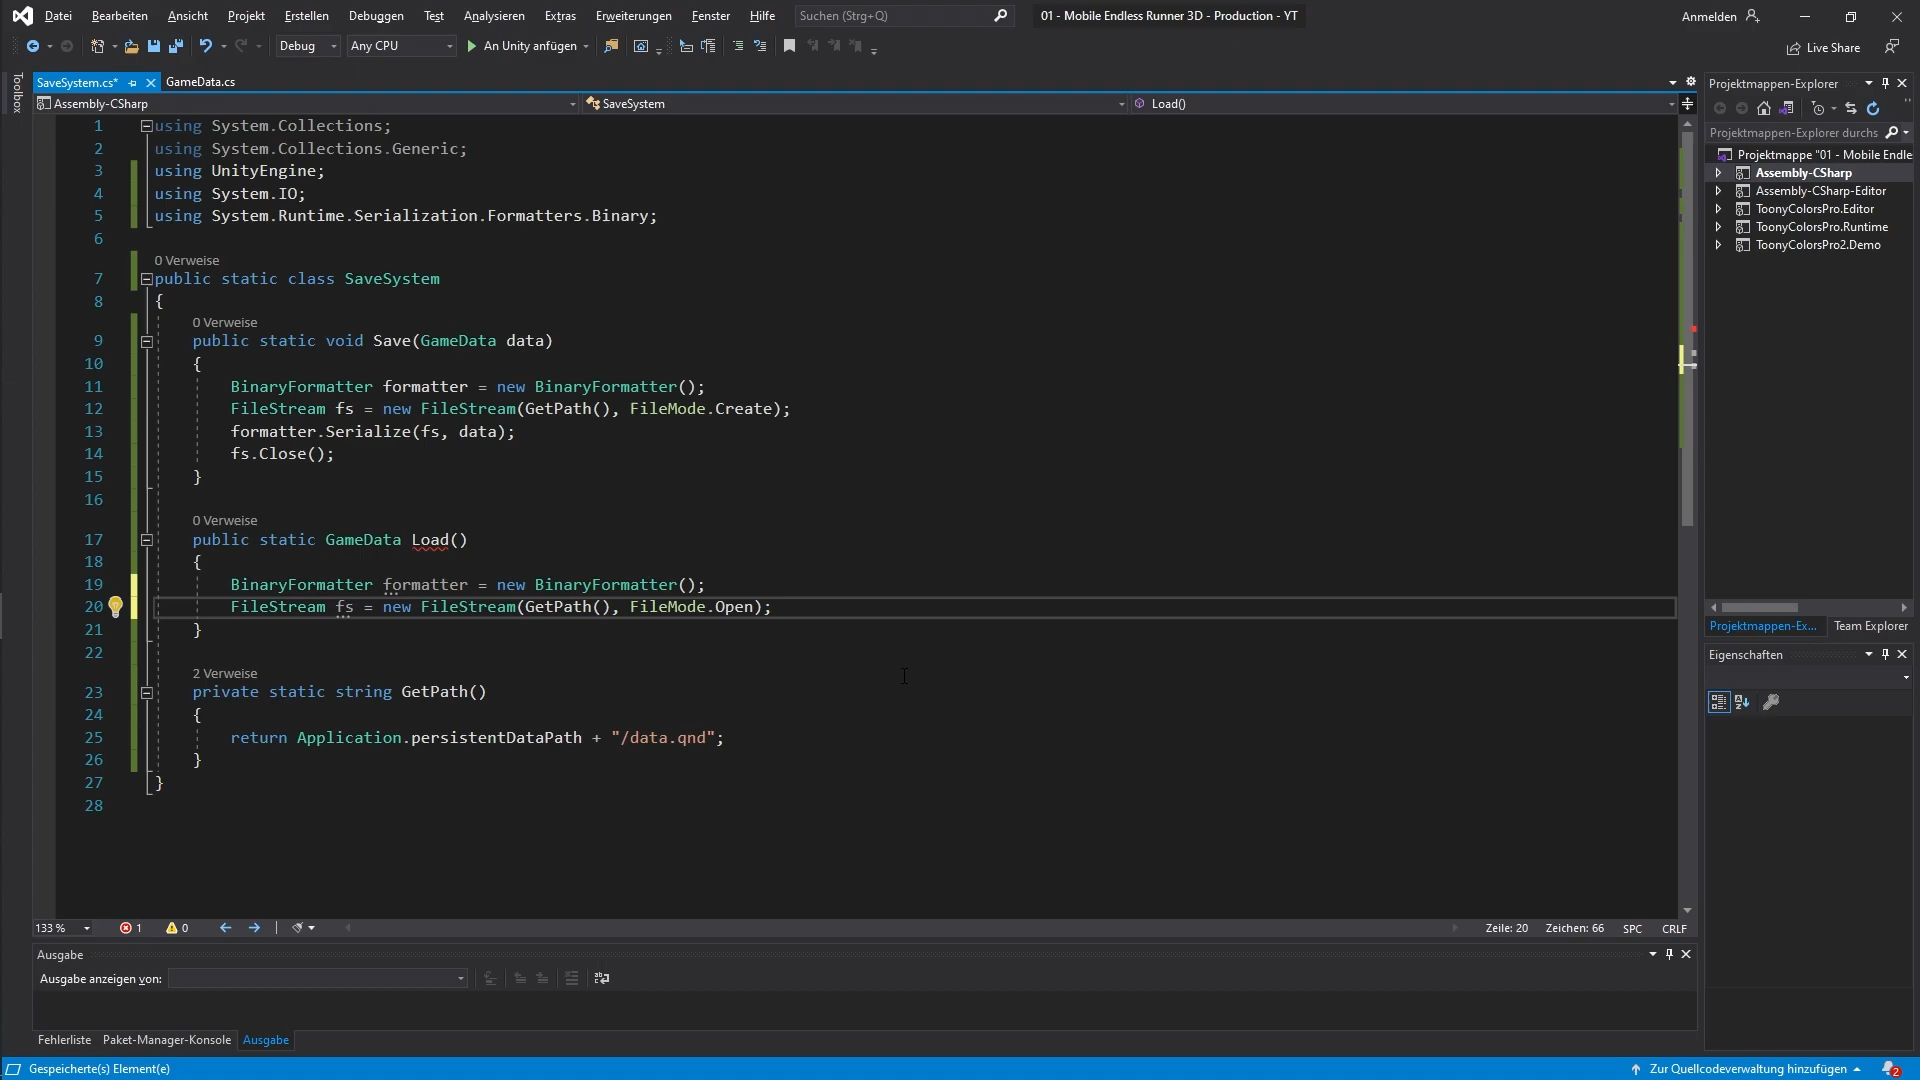 Datei Bearbeiten Ansicht Projekt Erstellen Debuggen Test Analysieren Extras Erweiterungen Fenster Hilfe Suchen (Strg+Q) 01 - Mobile Endless Runner 3D - Production - YT Anmelden
Debug Any CPU An Unity anfügen Live Share
Toolbox
SaveSystem.cs* GameData.cs
Assembly-CSharp SaveSystem Load()
1 using System.Collections;
2 using System.Collections.Generic;
3 using UnityEngine;
4 using System.IO;
5 using System.Runtime.Serialization.Formatters.Binary;
6
0 Verweise
7 public static class SaveSystem
8 {
0 Verweise
9 public static void Save(GameData data)
10 {
11 BinaryFormatter formatter = new BinaryFormatter();
12 FileStream fs = new FileStream(GetPath(), FileMode.Create);
13 formatter.Serialize(fs, data);
14 fs.Close();
15 }
16
0 Verweise
17 public static GameData Load()
18 {
19 BinaryFormatter formatter = new BinaryFormatter();
20 FileStream fs = new FileStream(GetPath(), FileMode.Open);
21 }
22
2 Verweise
23 private static string GetPath()
24 {
25 return Application.persistentDataPath + "/data.qnd";
26 }
27 }
28
133 % 1 0 Zeile: 20 Zeichen: 66 SPC CRLF
Ausgabe
Ausgabe anzeigen von:
Fehlerliste Paket-Manager-Konsole Ausgabe
Gespeicherte(s) Element(e) Zur Quellcodeverwaltung hinzufügen 2
Projektmappen-Explorer
Projektmappen-Explorer durchs
Projektmappe "01 - Mobile Endle
Assembly-CSharp
Assembly-CSharp-Editor
ToonyColorsPro.Editor
ToonyColorsPro.Runtime
ToonyColorsPro2.Demo
Projektmappen-Ex... Team Explorer
Eigenschaften